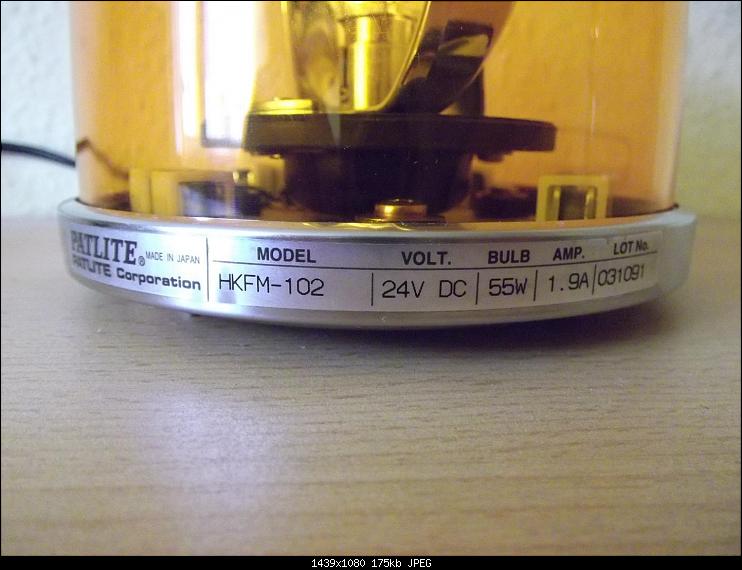 PATLITE® MADE IN JAPAN
PATLITE Corporation
MODEL VOLT. BULB AMP. LOT No.
HKFM-102 24V DC 55W 1.9A 031091
1439x1080 175kb JPEG